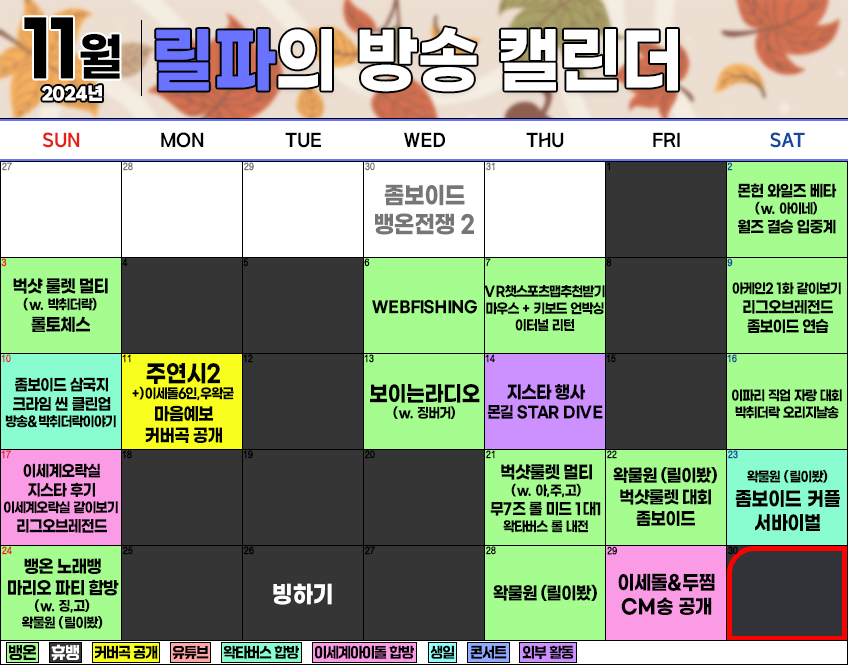 11월
2024년
릴파의 방송 캘린더
SUN MON TUE WED THU FRI SAT
27 28 29 30 31 1 2
좀보이드
뱅온전쟁 2
몬헌 와일즈 베타
(w. 아이네)
월즈 결승 입중계
3 4 5 6 7 8 9
벅샷 룰렛 멀티
(w. 박취더락)
롤토체스
WEBFISHING
VR챗스포츠맵추천받기
마우스 + 키보드 언박싱
이터널 리턴
아케인2 1화 같이보기
리그오브레전드
좀보이드 연습
10 11 12 13 14 15 16
좀보이드 삼국지
크라임 씬 클린업
방송&박취더락이야기
주연시2
+)이세돌6인,우왁굳
마음예보
커버곡 공개
보이는라디오
(w. 징버거)
지스타 행사
몬길 STAR DIVE
이파리 직업 자랑 대회
박취더락 오리지날송
17 18 19 20 21 22 23
이세계오락실
지스타 후기
이세계오락실 같이보기
리그오브레전드
벅샷룰렛 멀티
(w. 아,주,고)
무7즈 롤 미드 1대1
왁타버스 롤 내전
왁물원 (릴이봤)
벅샷룰렛 대회
좀보이드
왁물원 (릴이봤)
좀보이드 커플
서바이벌
24 25 26 27 28 29 30
뱅온 노래뱅
마리오 파티 합방
(w. 징,고)
왁물원 (릴이봤)
빙하기
왁물원 (릴이봤)
이세돌&두찜
CM송 공개
뱅온 휴뱅 커버곡 공개 유튜브 왁타버스 합방 이세계아이돌 합방 생일 콘서트 외부 활동